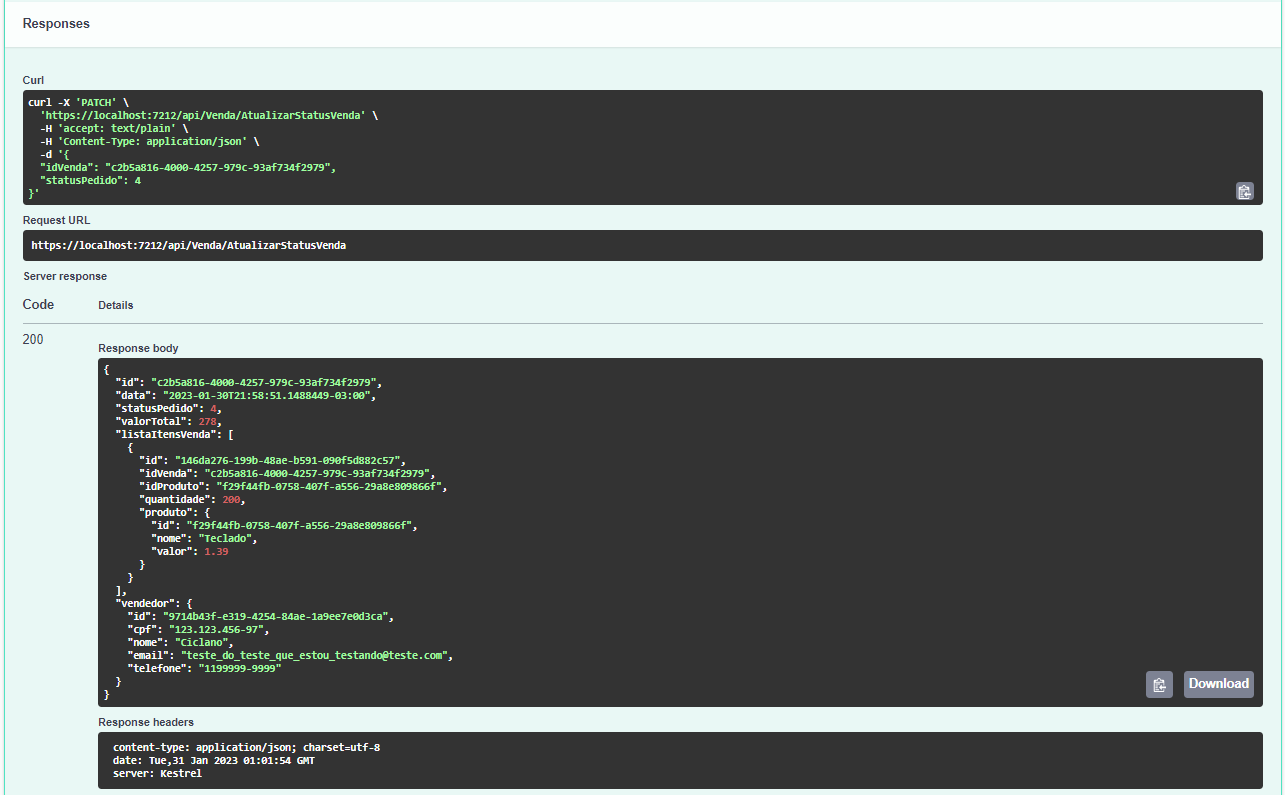 Responses
Curl
curl -X 'PATCH' \
  'https://localhost:7212/api/Venda/AtualizarStatusVenda' \
  -H 'accept: text/plain' \
  -H 'Content-Type: application/json' \
  -d '{
  "idVenda": "c2b5a816-4000-4257-979c-93af734f2979",
  "statusPedido": 4
}'
Request URL
https://localhost:7212/api/Venda/AtualizarStatusVenda
Server response
Code Details
200
Response body
{
  "id": "c2b5a816-4000-4257-979c-93af734f2979",
  "data": "2023-01-30T21:58:51.1488449-03:00",
  "statusPedido": 4,
  "valorTotal": 278,
  "listaItensVenda": [
    {
      "id": "146da276-199b-48ae-b591-090f5d882c57",
      "idVenda": "c2b5a816-4000-4257-979c-93af734f2979",
      "idProduto": "f29f44fb-0758-407f-a556-29a8e809866f",
      "quantidade": 200,
      "produto": {
        "id": "f29f44fb-0758-407f-a556-29a8e809866f",
        "nome": "Teclado",
        "valor": 1.39
      }
    }
  ],
  "vendedor": {
    "id": "9714b43f-e319-4254-84ae-1a9ee7e0d3ca",
    "cpf": "123.123.456-97",
    "nome": "Ciclano",
    "email": "teste_do_teste_que_estou_testando@teste.com",
    "telefone": "1199999-9999"
  }
}
Download
Response headers
content-type: application/json; charset=utf-8
date: Tue,31 Jan 2023 01:01:54 GMT
server: Kestrel